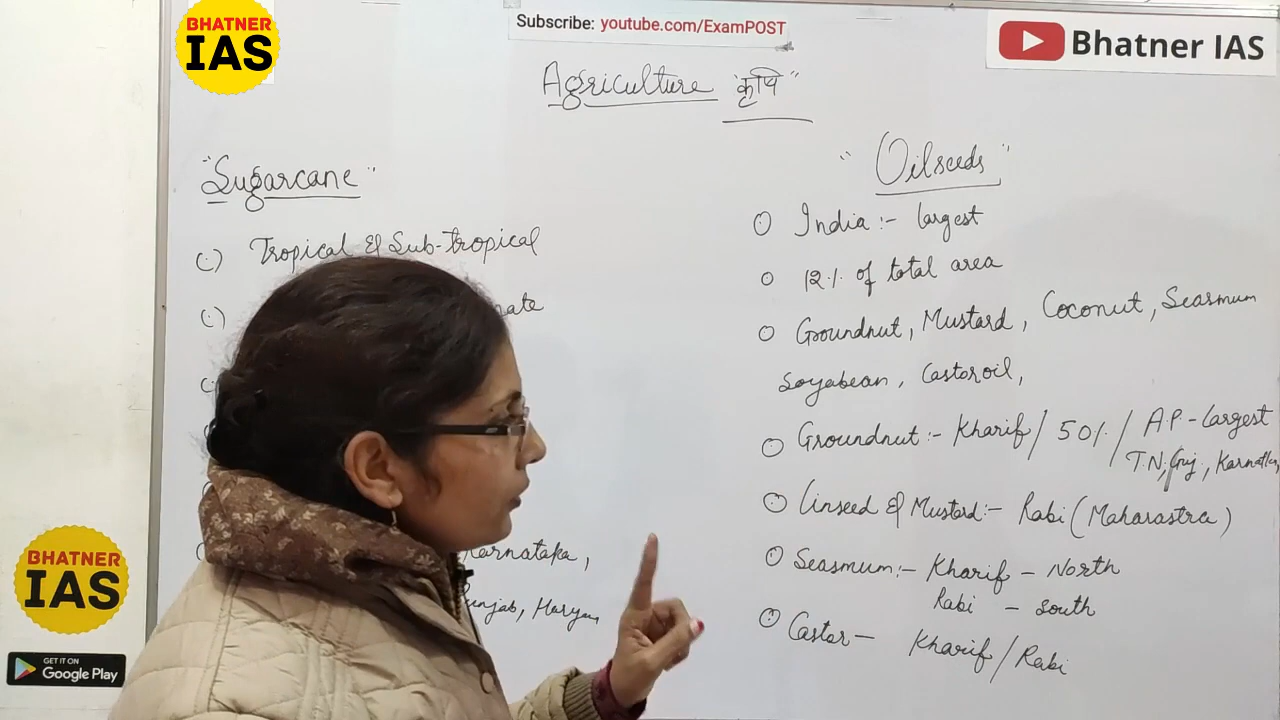 BHATNER
IAS
Subscribe: youtube.com/ExamPOST
Bhatner IAS
Agriculture "कृषि"
"Sugarcane"
Tropical & Sub-tropical
Karnataka,
Punjab, Haryana
"Oilseeds"
India :- largest
12% of total area
Groundnut, Mustard, Coconut, Seasmum
Soyabean, Castoroil,
Groundnut :- Kharif / 50% / A.P - largest
T.N, Guj, Karnatka
Linseed & Mustard :- Rabi (Maharastra)
Seasmum :- Kharif - North
Rabi - South
Castor - Kharif / Rabi
BHATNER
IAS
GET IT ON
Google Play